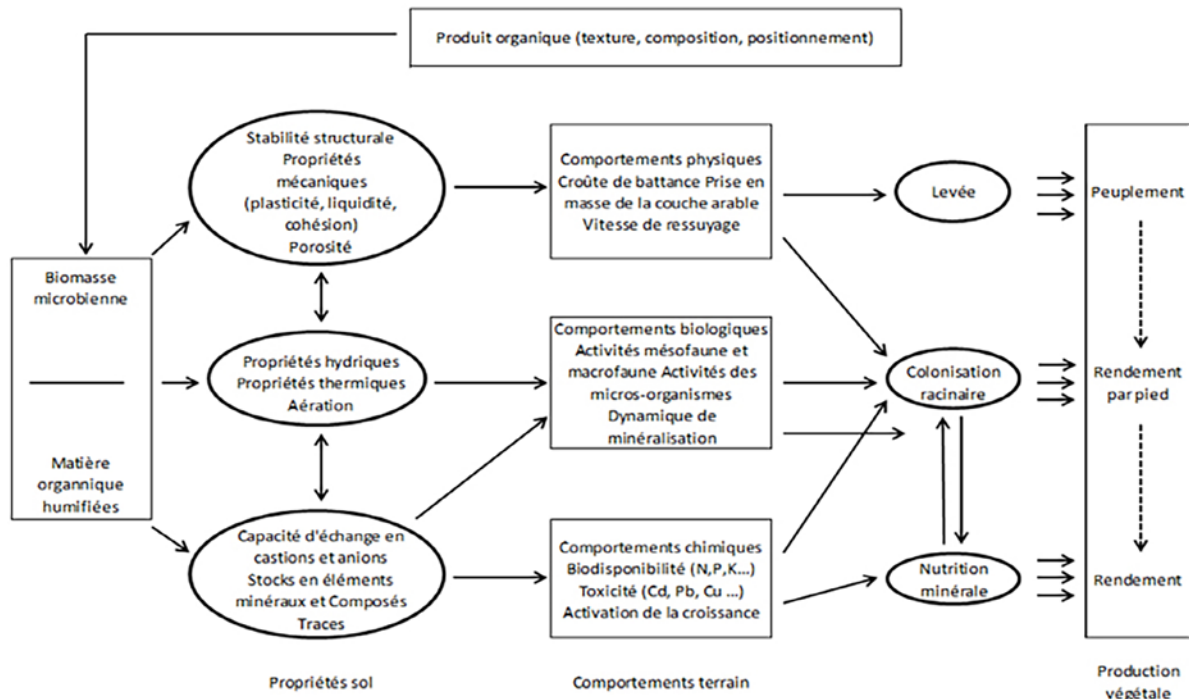 Produit organique (texture, composition, positionnement)
Stabilité structurale
Propriétés
mécaniques
(plasticité, liquidité,
cohésion)
Porosité
Comportements physiques
Croûte de battance Prise en
masse de la couche arable
Vitesse de ressuyage
Levée
Peuplement
Biomasse
microbienne
Matière
organnique
humifiées
Propriétés hydriques
Propriétés thermiques
Aération
Comportements biologiques
Activités mésofaune et
macrofaune Activités des
micros-organismes
Dynamique de
minéralisation
Colonisation
racinaire
Rendement
par pied
Capacité d'échange en
castions et anions
Stocks en éléments
minéraux et Composés
Traces
Comportements chimiques
Biodisponibilité (N,P,K...)
Toxicité (Cd, Pb, Cu ...)
Activation de la croissance
Nutrition
minérale
Rendement
Propriétés sol
Comportements terrain
Production
végétale